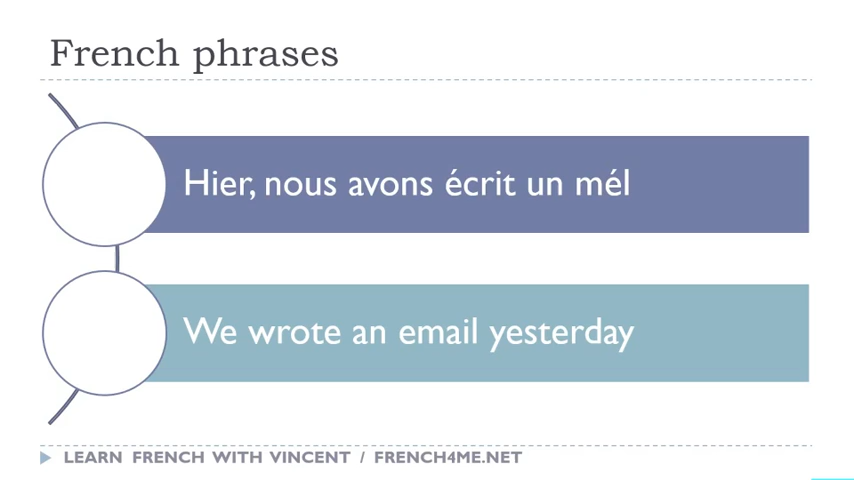 French phrases
Hier, nous avons écrit un mél
We wrote an email yesterday
LEARN FRENCH WITH VINCENT / FRENCH4ME.NET